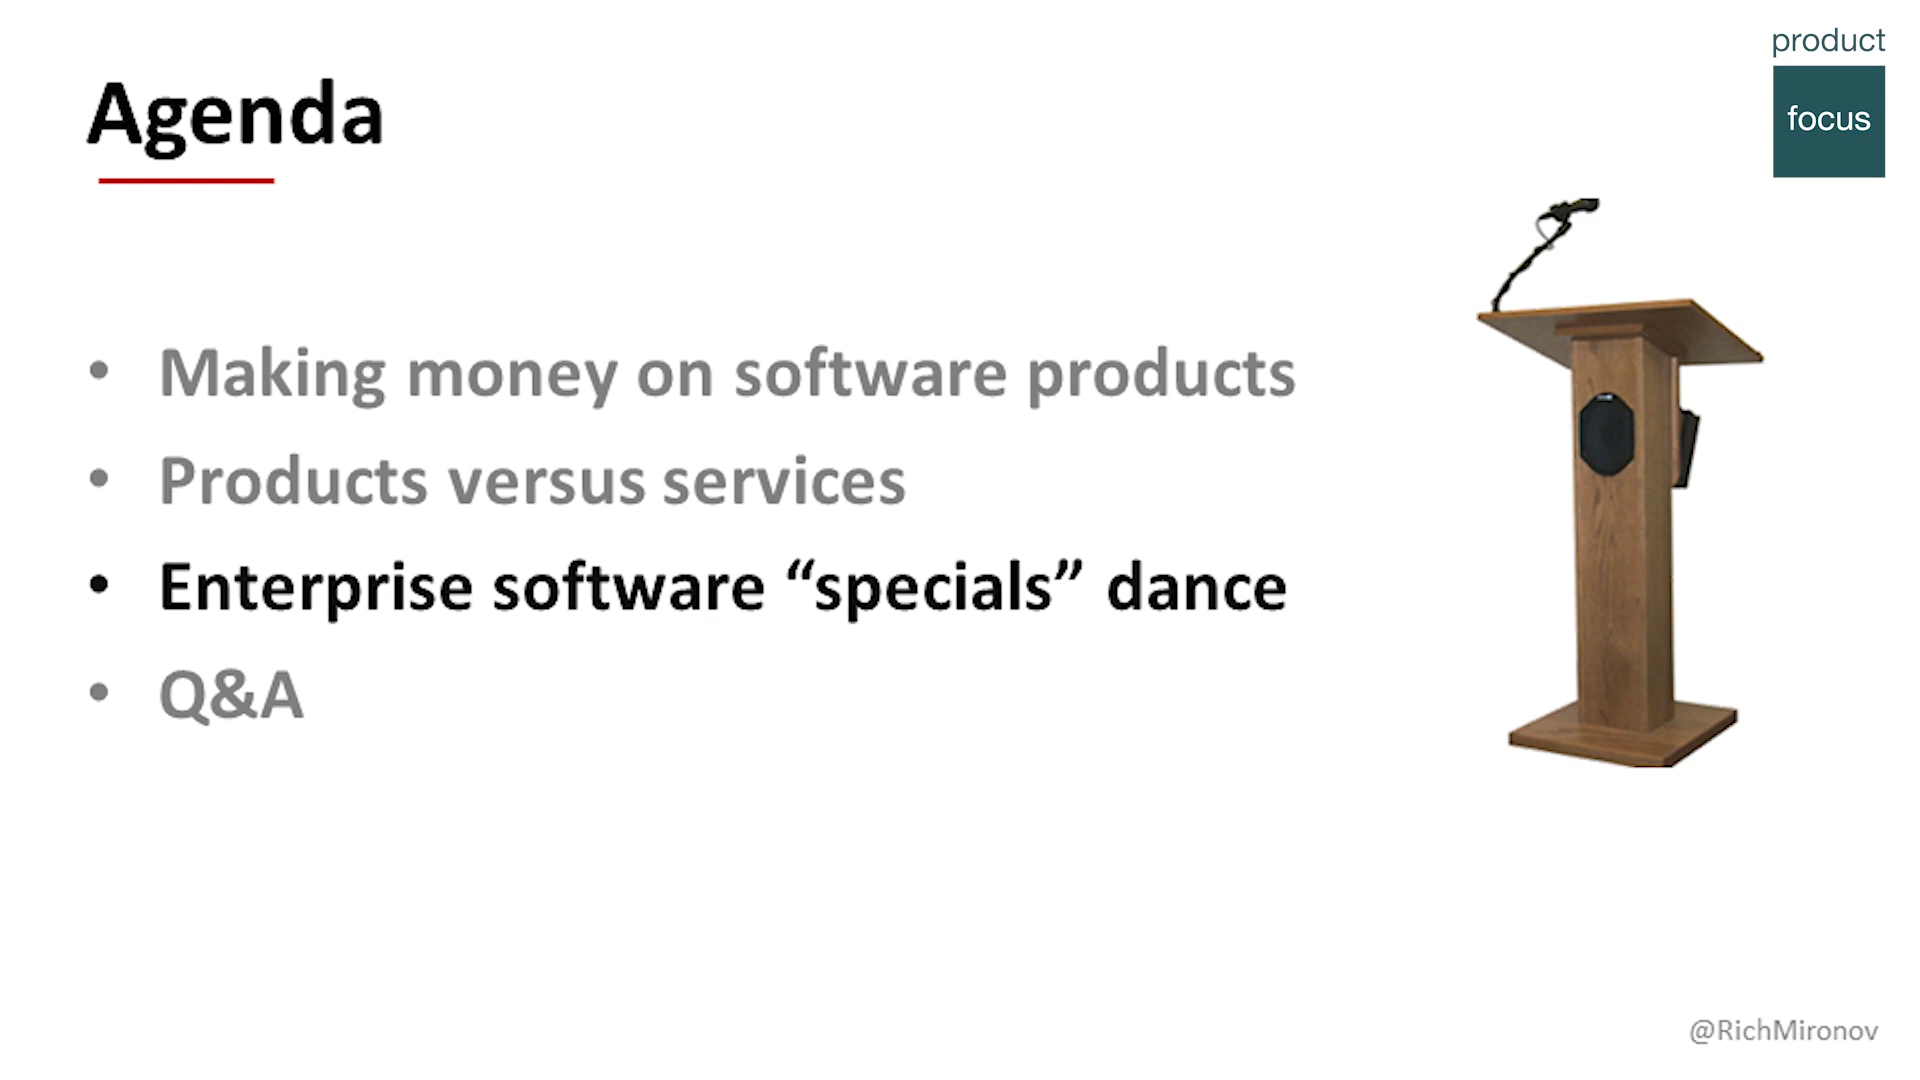 product
focus
Agenda
• Making money on software products
• Products versus services
• Enterprise software “specials” dance
• Q&A
@RichMironov